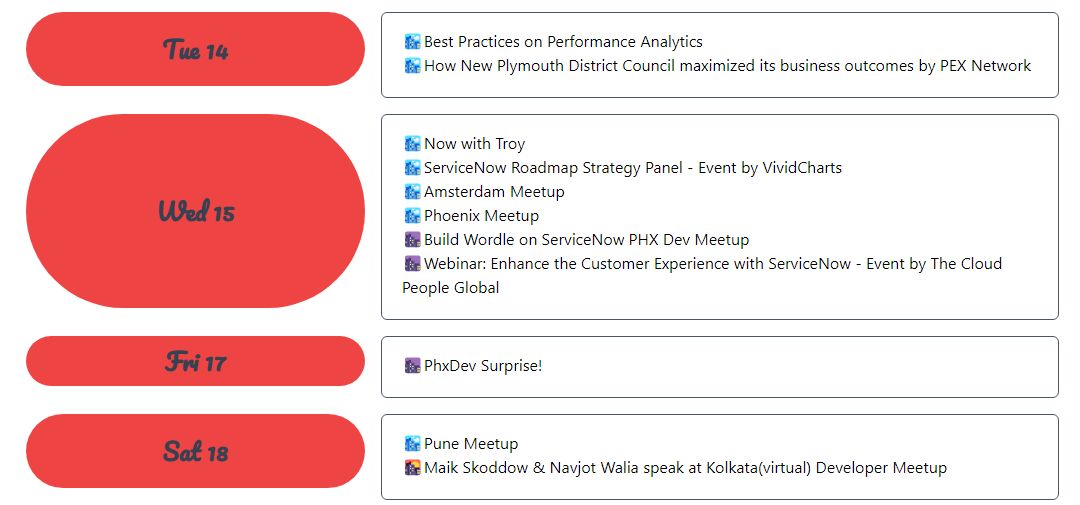 Tue 14
Best Practices on Performance Analytics
How New Plymouth District Council maximized its business outcomes by PEX Network
Wed 15
Now with Troy
ServiceNow Roadmap Strategy Panel - Event by VividCharts
Amsterdam Meetup
Phoenix Meetup
Build Wordle on ServiceNow PHX Dev Meetup
Webinar: Enhance the Customer Experience with ServiceNow - Event by The Cloud
People Global
Fri 17
PhxDev Surprise!
Sat 18
Pune Meetup
Maik Skoddow & Navjot Walia speak at Kolkata(virtual) Developer Meetup